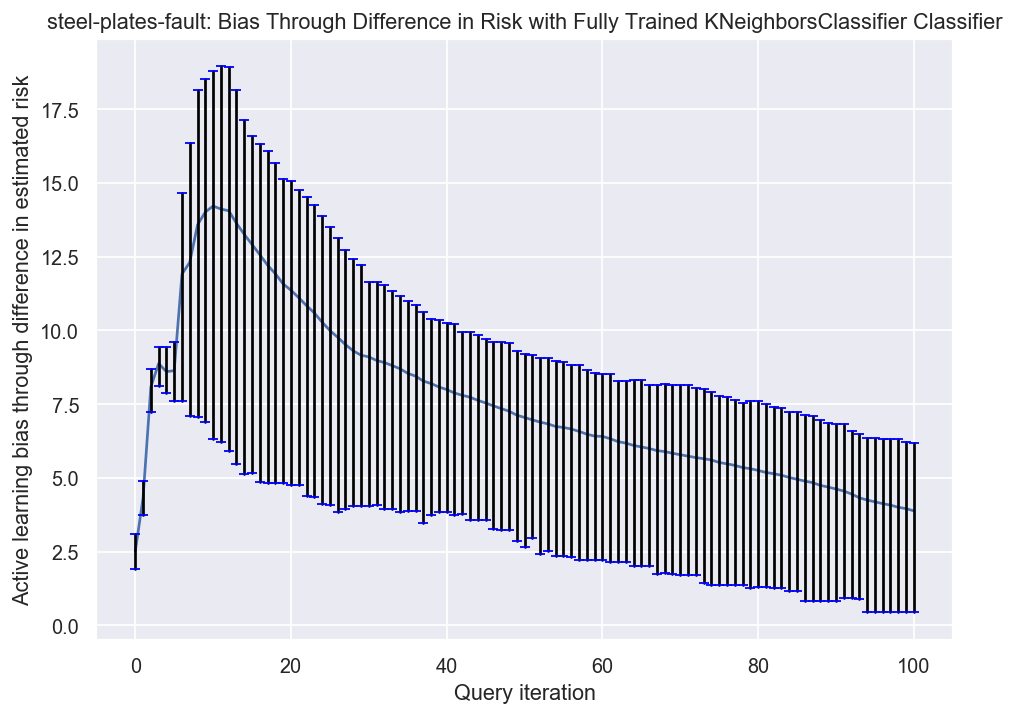 steel-plates-fault: Bias Through Difference in Risk with Fully Trained KNeighborsClassifier Classifier
Active learning bias through difference in estimated risk
17.5
15.0
12.5
10.0
7.5
5.0
2.5
0.0
0 20 40 60 80 100
Query iteration